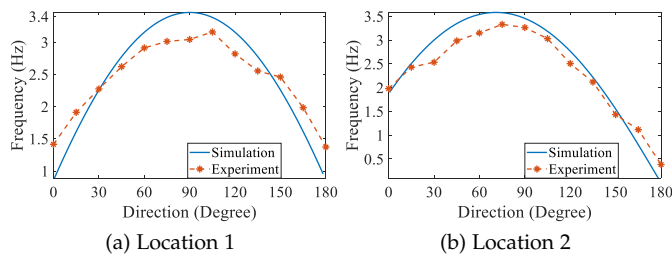 3.4
2.5
2
1.5
1
Frequency (Hz)
0 30 60 90 120 150 180
Direction (Degree)
Simulation
Experiment
(a) Location 1
3.5
3
2.5
2
1.5
1
0.5
Frequency (Hz)
0 30 60 90 120 150 180
Direction (Degree)
Simulation
Experiment
(b) Location 2